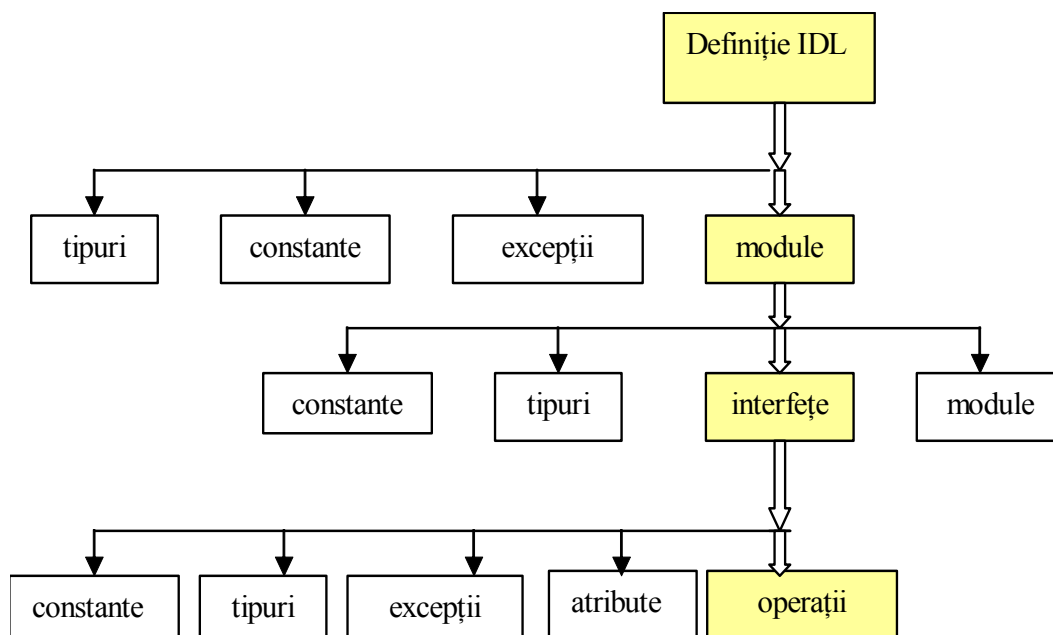 Definiție IDL
tipuri
constante
excepții
module
constante
tipuri
interfețe
module
constante
tipuri
excepții
atribute
operații